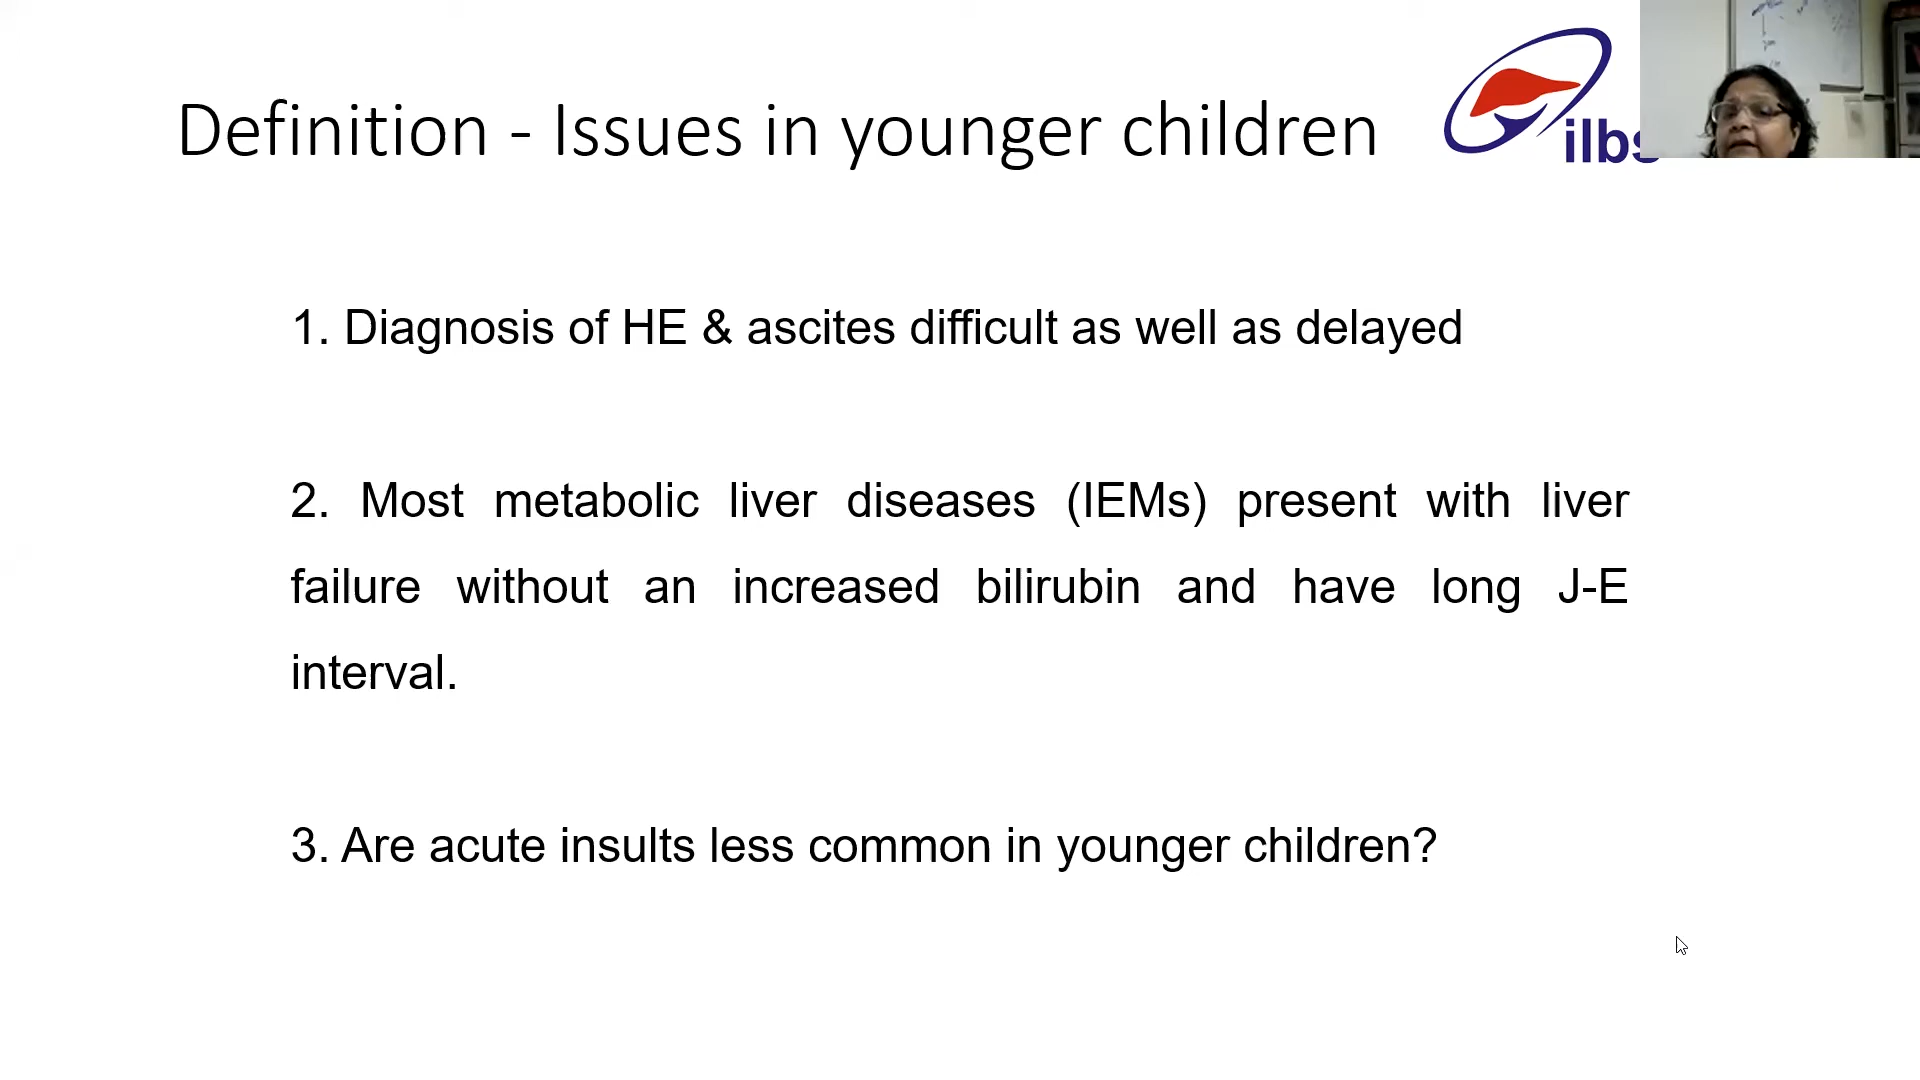 Definition - Issues in younger children
ilbs
1. Diagnosis of HE & ascites difficult as well as delayed
2. Most metabolic liver diseases (IEMs) present with liver
failure without an increased bilirubin and have long J-E
interval.
3. Are acute insults less common in younger children?